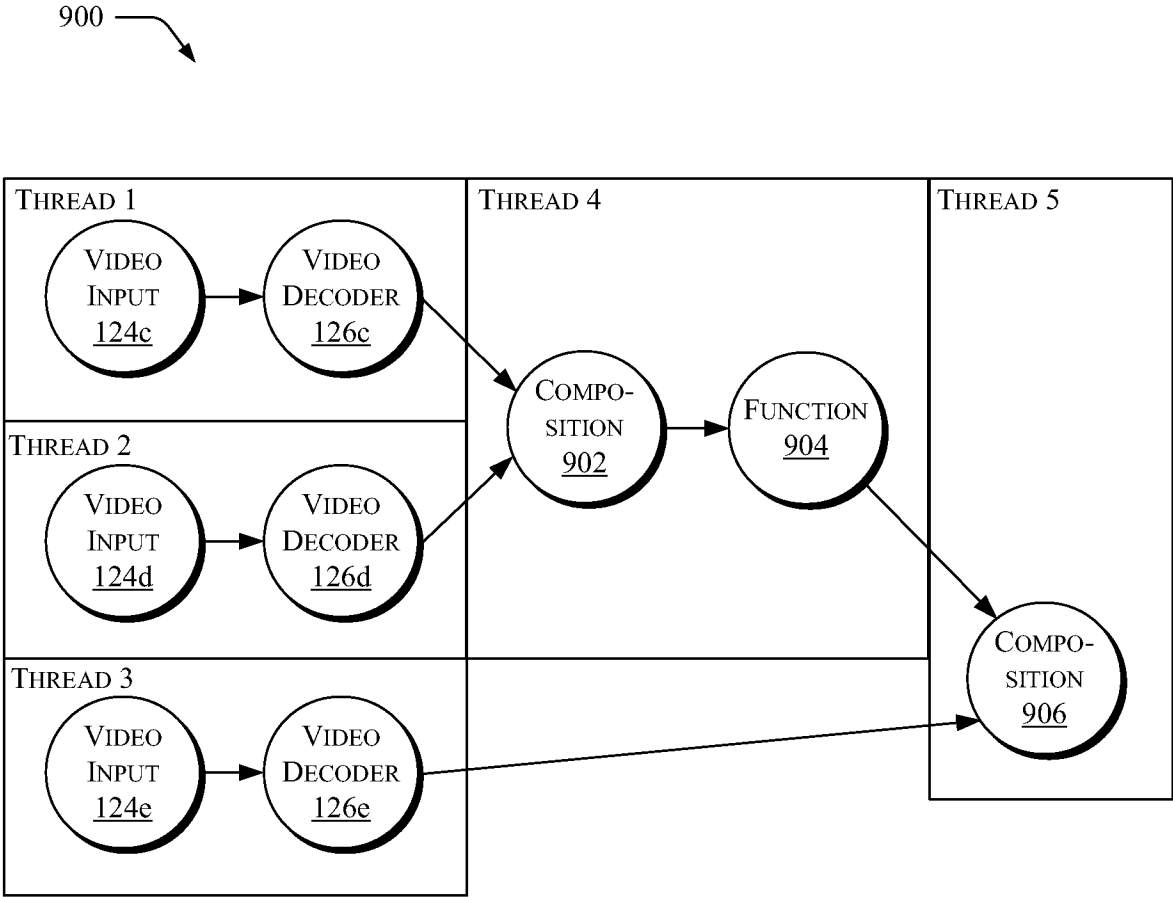 900
THREAD 1
VIDEO
INPUT
124c
VIDEO
DECODER
126c
THREAD 2
VIDEO
INPUT
124d
VIDEO
DECODER
126d
THREAD 3
VIDEO
INPUT
124e
VIDEO
DECODER
126e
THREAD 4
COMPO-
SITION
902
FUNCTION
904
THREAD 5
COMPO-
SITION
906